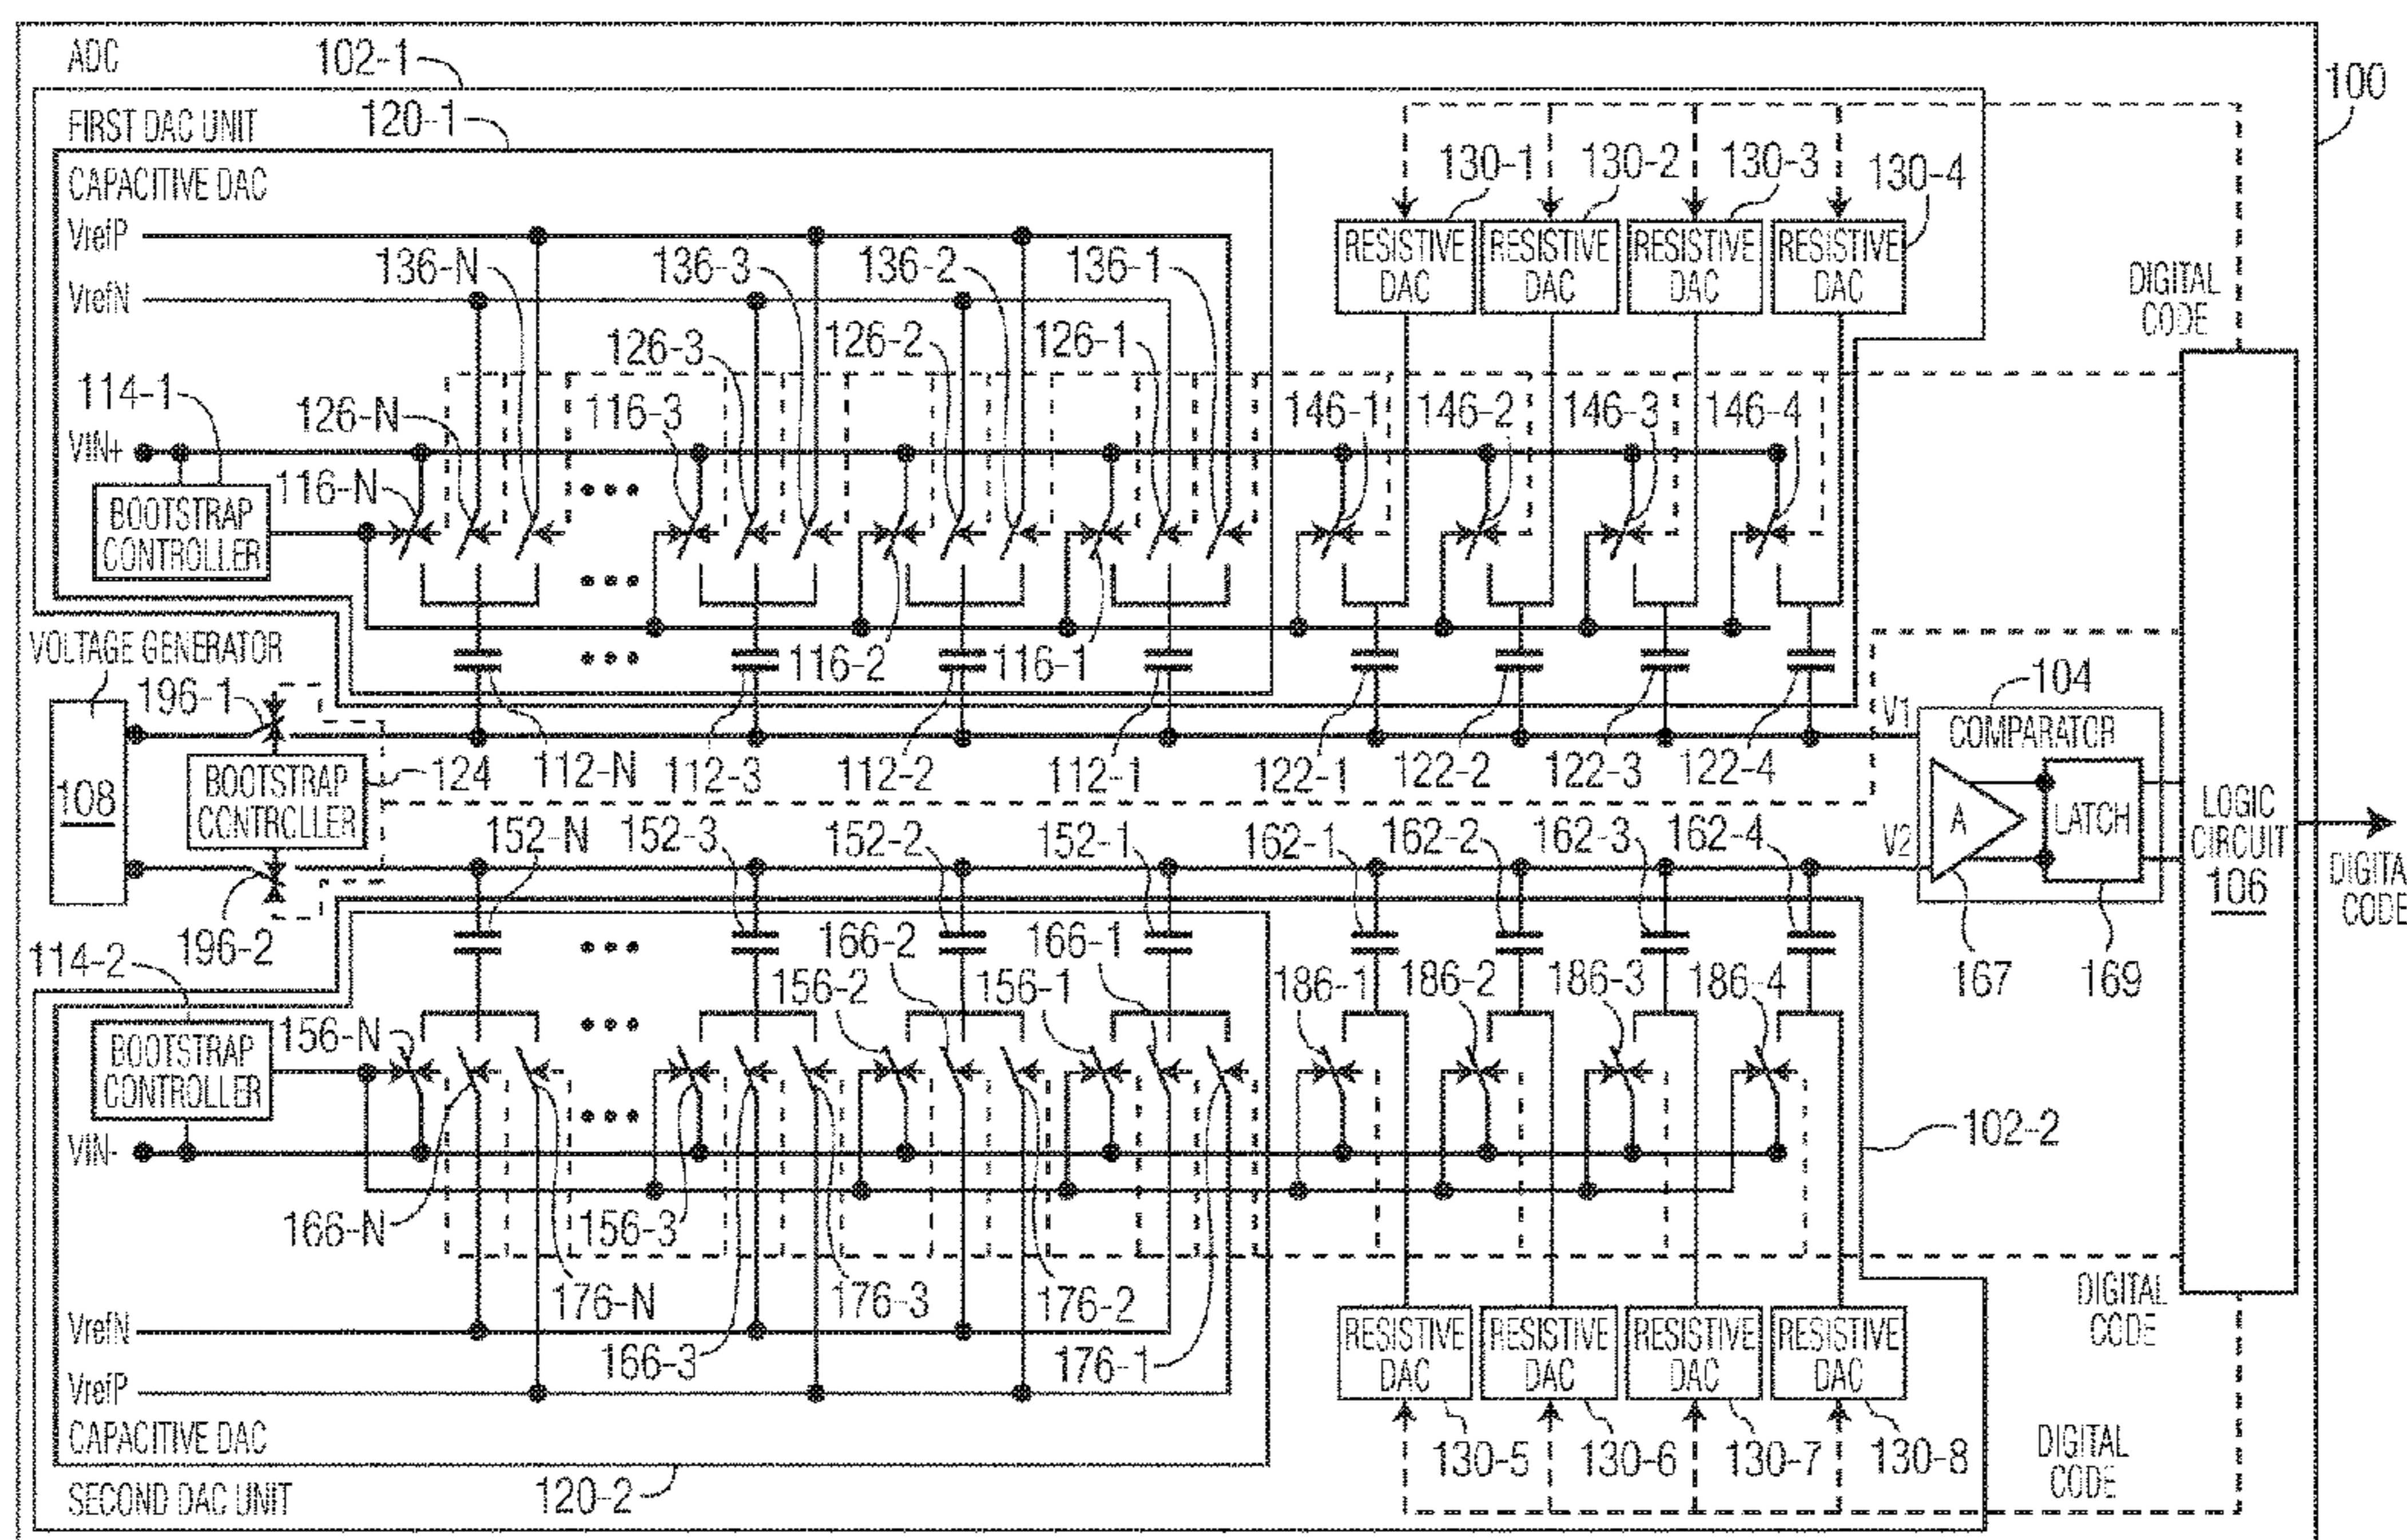 ADC
102-1
100
FIRST DAC UNIT
120-1
CAPACITIVE DAC
130-1
130-2
130-3
130-4
VrefP
136-N
136-3
136-2
136-1
RESISTIVE DAC
RESISTIVE DAC
RESISTIVE DAC
RESISTIVE DAC
DIGITAL CODE
VrefN
126-3
126-2
126-1
114-1
126-N
116-3
146-1
146-2
146-3
146-4
VIN+
116-N
BOOTSTRAP CONTROLLER
VOLTAGE GENERATOR
116-2
116-1
196-1
104
V1
COMPARATOR
BOOTSTRAP CONTROLLER
124
112-N
112-3
112-2
112-1
122-1
122-2
122-3
122-4
108
A
LATCH
LOGIC CIRCUIT
106
DIGITAL CODE
152-N
152-3
152-2
152-1
162-1
162-2
162-3
162-4
V2
196-2
114-2
166-2
166-1
156-2
156-1
186-1
186-2
186-3
186-4
167
169
BOOTSTRAP CONTROLLER
156-N
VIN-
102-2
166-N
156-3
176-N
176-3
176-2
VrefN
166-3
176-1
RESISTIVE DAC
RESISTIVE DAC
RESISTIVE DAC
RESISTIVE DAC
DIGITAL CODE
VrefP
CAPACITIVE DAC
130-5
130-6
130-7
130-8
DIGITAL CODE
SECOND DAC UNIT
120-2